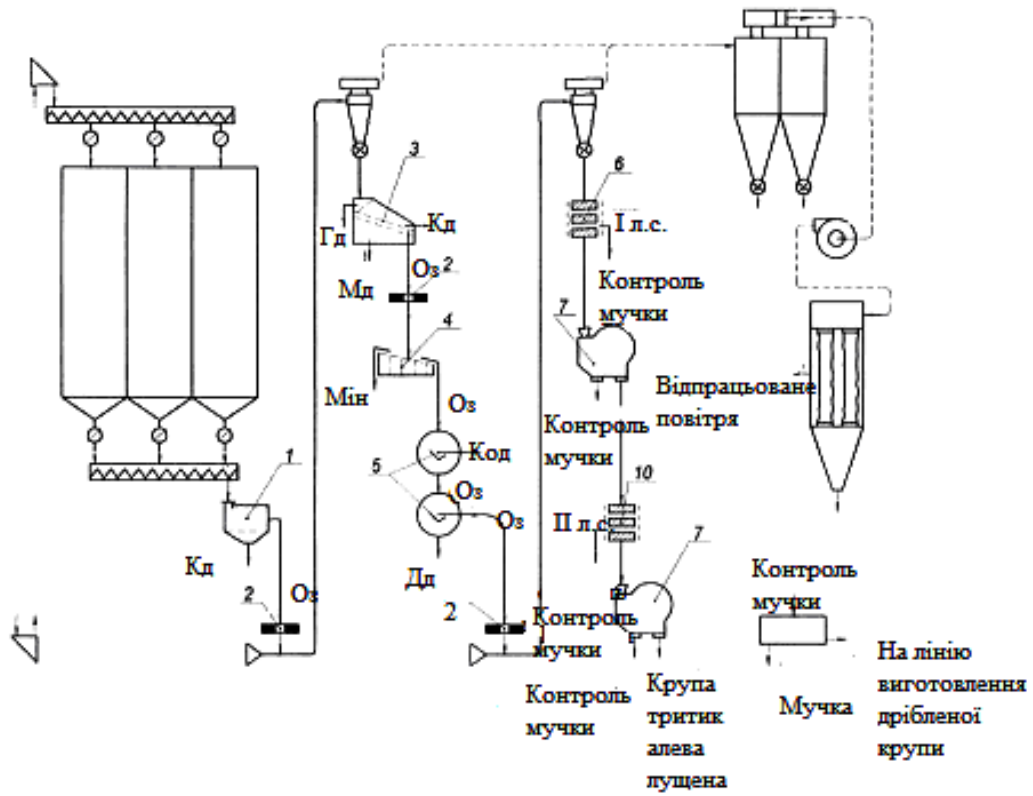 3
6
Гд
Кд
I л.с.
Оз
2
Мд
Контроль
мучки
7
4
Мін
Відпрацьоване
повітря
Оз
Контроль
мучки
Код
5
Оз
Оз
10
1
II л.с.
7
Кд
Дд
Контроль
мучки
Оз
2
2
Контроль
мучки
На лінію
виготовлення
дрібленої
крупи
Контроль
мучки
Крупа
тритик
алева
лущена
Мучка